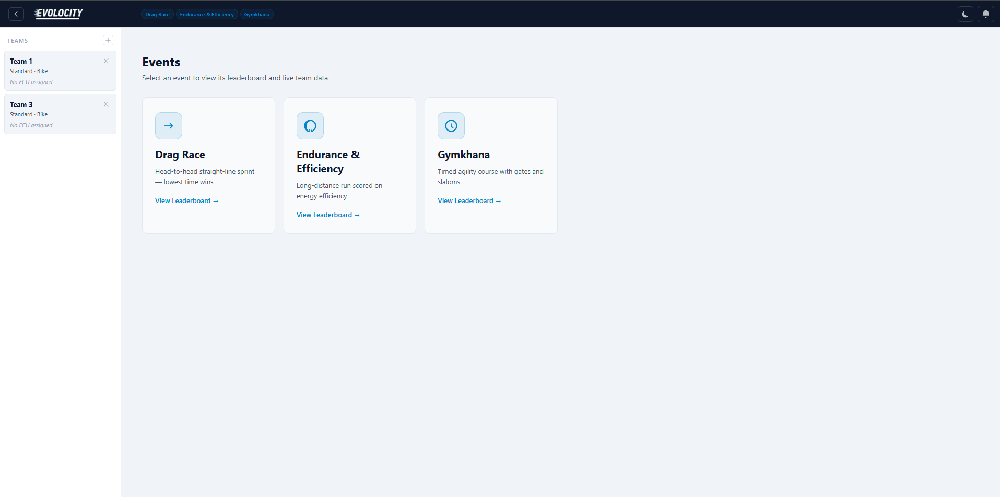 EVOLOCITY
Drag Race
Endurance & Efficiency
Gymkhana
TEAMS
Team 1
Standard · Bike
No ECU assigned
Team 3
Standard · Bike
No ECU assigned
Events
Select an event to view its leaderboard and live team data
Drag Race
Head-to-head straight-line sprint
— lowest time wins
View Leaderboard →
Endurance &
Efficiency
Long-distance run scored on
energy efficiency
View Leaderboard →
Gymkhana
Timed agility course with gates and
slaloms
View Leaderboard →